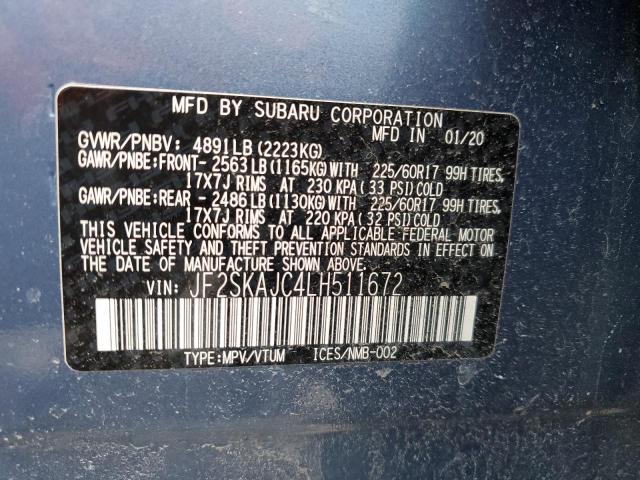 MFD BY SUBARU CORPORATION
GVWR/PNBV: 4891LB (2223KG) MFD IN 01/20
GAWR/PNBE:FRONT- 2563LB (1165KG)WITH 225/60R17 99H TIRES,
17X7J RIMS AT 230 KPA (33 PSI)COLD
GAWR/PNBE:REAR - 2486LB (1130KG)WITH 225/60R17 99H TIRES,
17X7J RIMS AT 220 KPA (32 PSI)COLD
THIS VEHICLE CONFORMS TO ALL APPLICABLE FEDERAL MOTOR
VEHICLE SAFETY AND THEFT PREVENTION STANDARDS IN EFFECT ON
THE DATE OF MANUFACTURE SHOWN ABOVE.
VIN: JF2SKAJC4LH511672
TYPE:MPV/VTUM ICES/NMB-002